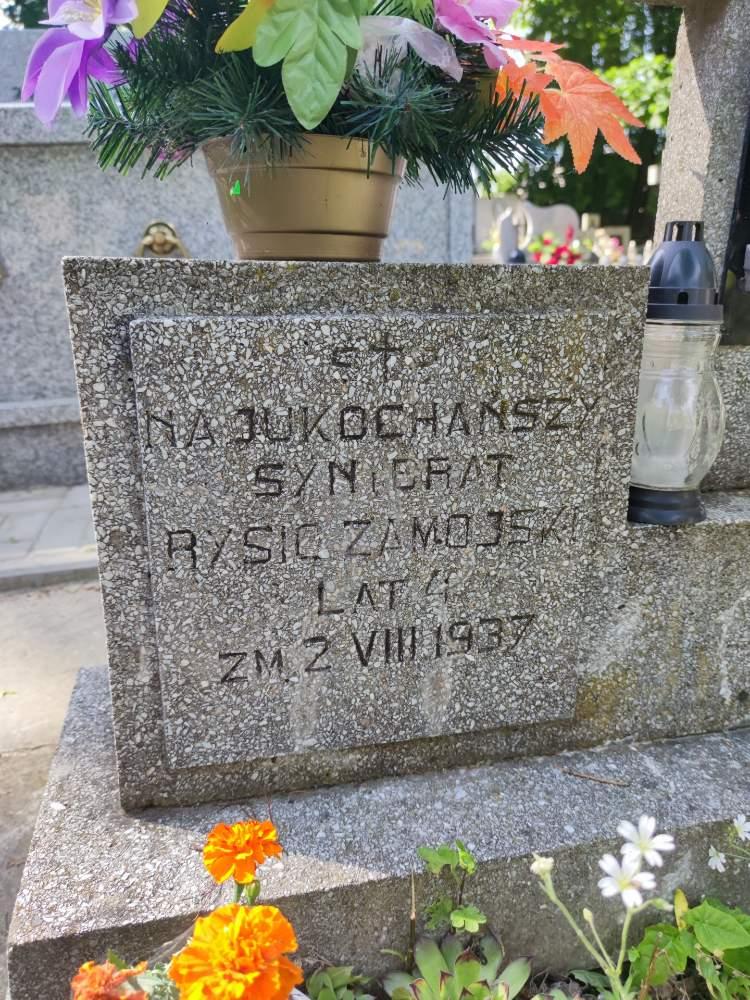 NAJUKOCHAŃSZY
SYN I BRAT
RYSIO ZAMOJSKI
LAT 4
ZM. 2 VIII 1937